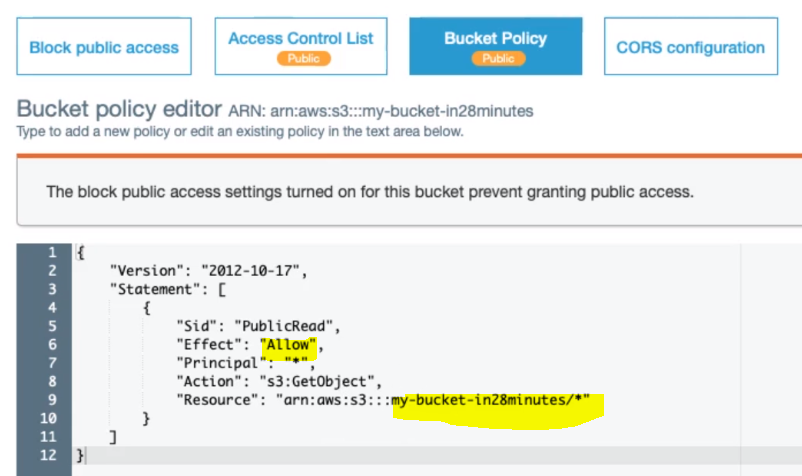 Block public access
Access Control List
Public
Bucket Policy
Public
CORS configuration
Bucket policy editor ARN: arn:aws:s3:::my-bucket-in28minutes
Type to add a new policy or edit an existing policy in the text area below.
The block public access settings turned on for this bucket prevent granting public access.
1 {
2 "Version": "2012-10-17",
3 "Statement": [
4 {
5 "Sid": "PublicRead",
6 "Effect": "Allow",
7 "Principal": "*",
8 "Action": "s3:GetObject",
9 "Resource": "arn:aws:s3:::my-bucket-in28minutes/*"
10 }
11 ]
12 }